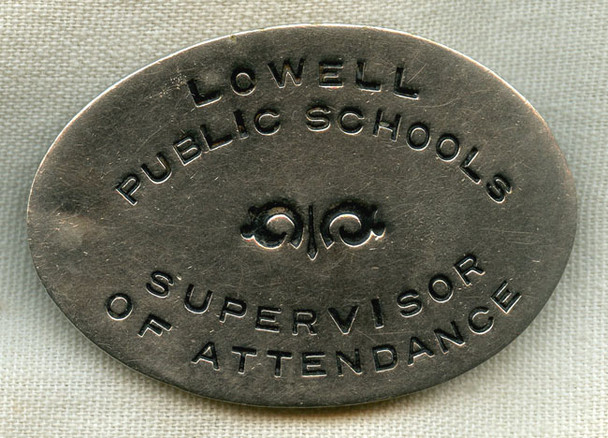 LOWELL
PUBLIC SCHOOLS
SUPERVISOR
OF ATTENDANCE